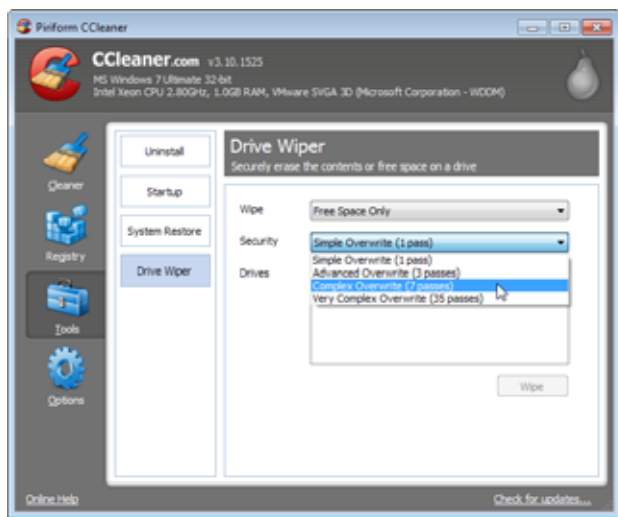 Piriform CCleaner
CCleaner.com v3.10.1525
MS Windows 7 Ultimate 32-bit
Intel Xeon CPU 2.80GHz, 1.0GB RAM, VMware SVGA 3D (Microsoft Corporation - WDDM)
Cleaner
Registry
Tools
Options
Uninstall
Startup
System Restore
Drive Wiper
Drive Wiper
Securely erase the contents or free space on a drive
Wipe
Free Space Only
Security
Simple Overwrite (1 pass)
Simple Overwrite (1 pass)
Drives
Advanced Overwrite (3 passes)
Complex Overwrite (7 passes)
Very Complex Overwrite (35 passes)
Wipe
Online Help
Check for updates...